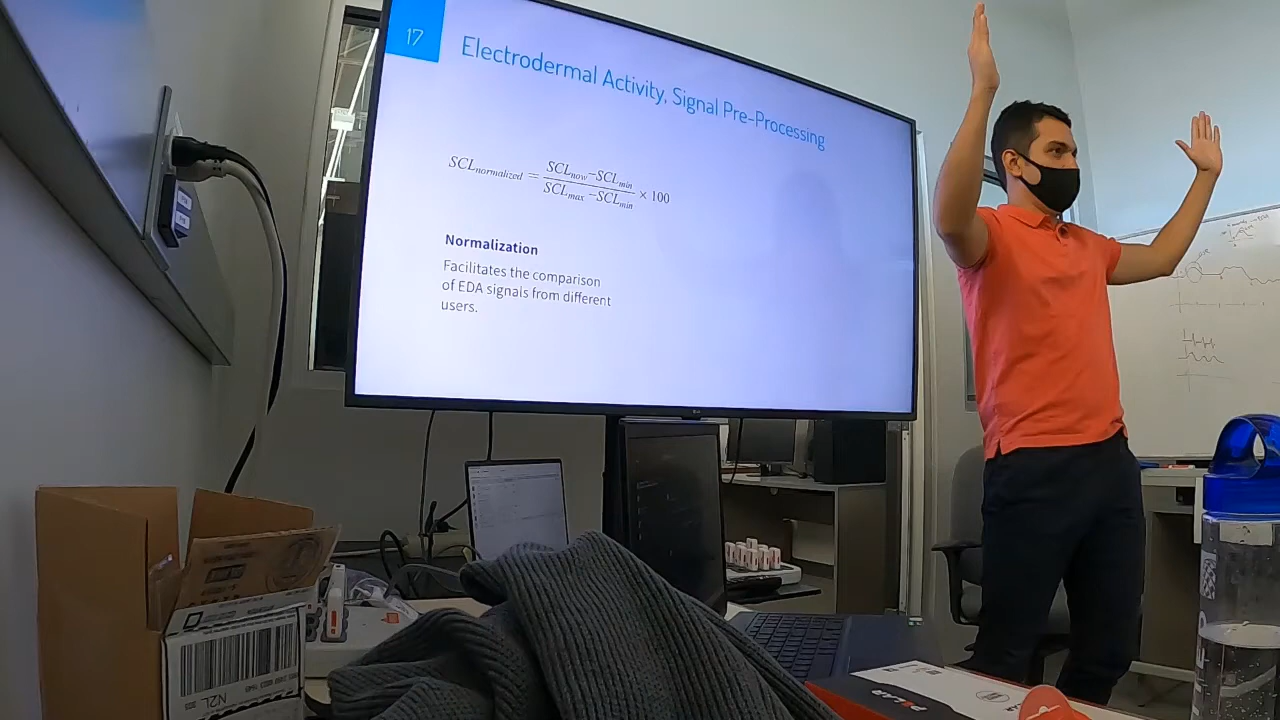 17
Electrodermal Activity, Signal Pre-Processing
SCLnormalized = (SCLnow–SCLmin)/(SCLmax –SCLmin) × 100
Normalization
Facilitates the comparison
of EDA signals from different
users.
N2L